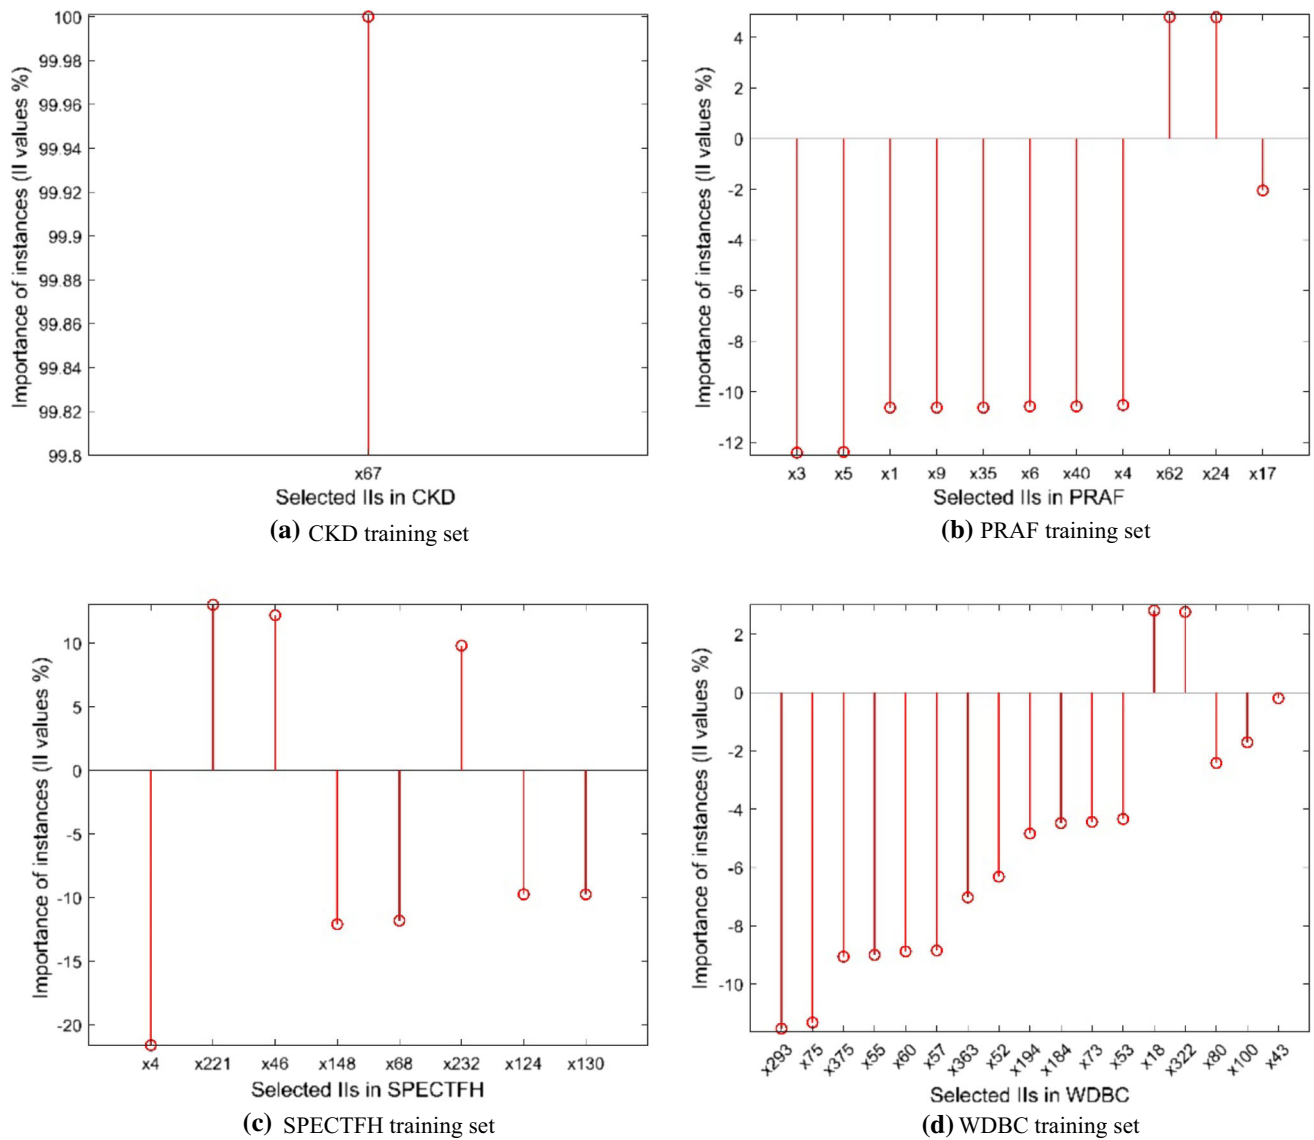 Importance of instances (II values %)
100
99.98
99.96
99.94
99.92
99.9
99.88
99.86
99.84
99.82
99.8
x67
Selected IIs in CKD
(a) CKD training set
Importance of instances (II values %)
4
2
0
-2
-4
-6
-8
-10
-12
x3 x5 x1 x9 x35 x6 x40 x4 x62 x24 x17
Selected IIs in PRAF
(b) PRAF training set
Importance of instances (II values %)
10
5
0
-5
-10
-15
-20
x4 x221 x46 x148 x68 x232 x124 x130
Selected IIs in SPECTFH
(c) SPECTFH training set
Importance of instances (II values %)
2
0
-2
-4
-6
-8
-10
x293 x75 x375 x55 x60 x57 x363 x52 x194 x184 x73 x53 x18 x322 x80 x100 x43
Selected IIs in WDBC
(d) WDBC training set